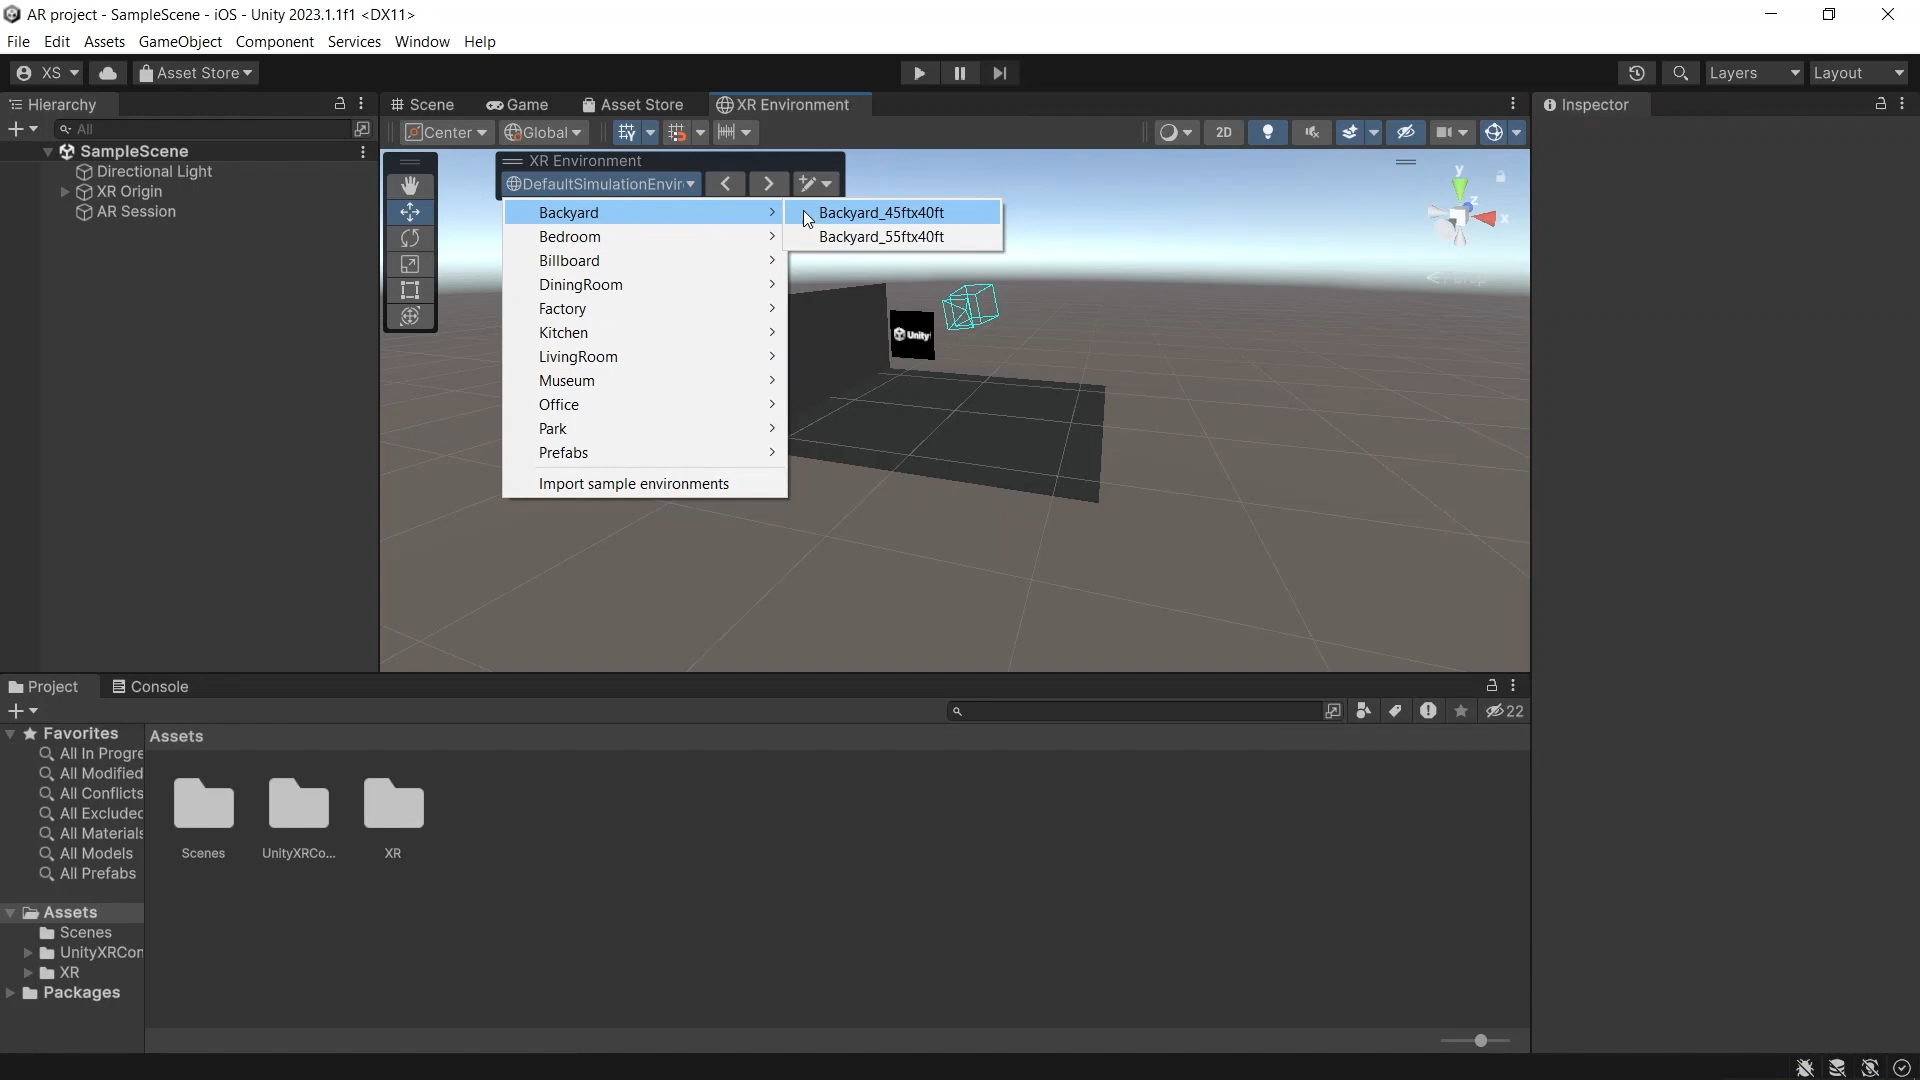 AR project - SampleScene - iOS - Unity 2023.1.1f1 <DX11>
File Edit Assets GameObject Component Services Window Help
XS Asset Store Layers Layout
Hierarchy Scene Game Asset Store XR Environment Inspector
All Center Global 2D
SampleScene
Directional Light
XR Origin
AR Session
XR Environment
DefaultSimulationEnvir
Backyard
Bedroom
Billboard
DiningRoom
Factory
Kitchen
LivingRoom
Museum
Office
Park
Prefabs
Import sample environments
Backyard_45ftx40ft
Backyard_55ftx40ft
y
z
x
Unity
Project Console
22
Favorites
All In Progre
All Modified
All Conflicts
All Excluded
All Materials
All Models
All Prefabs
Assets
Scenes
UnityXRCon
XR
Packages
Assets
Scenes UnityXRCo... XR